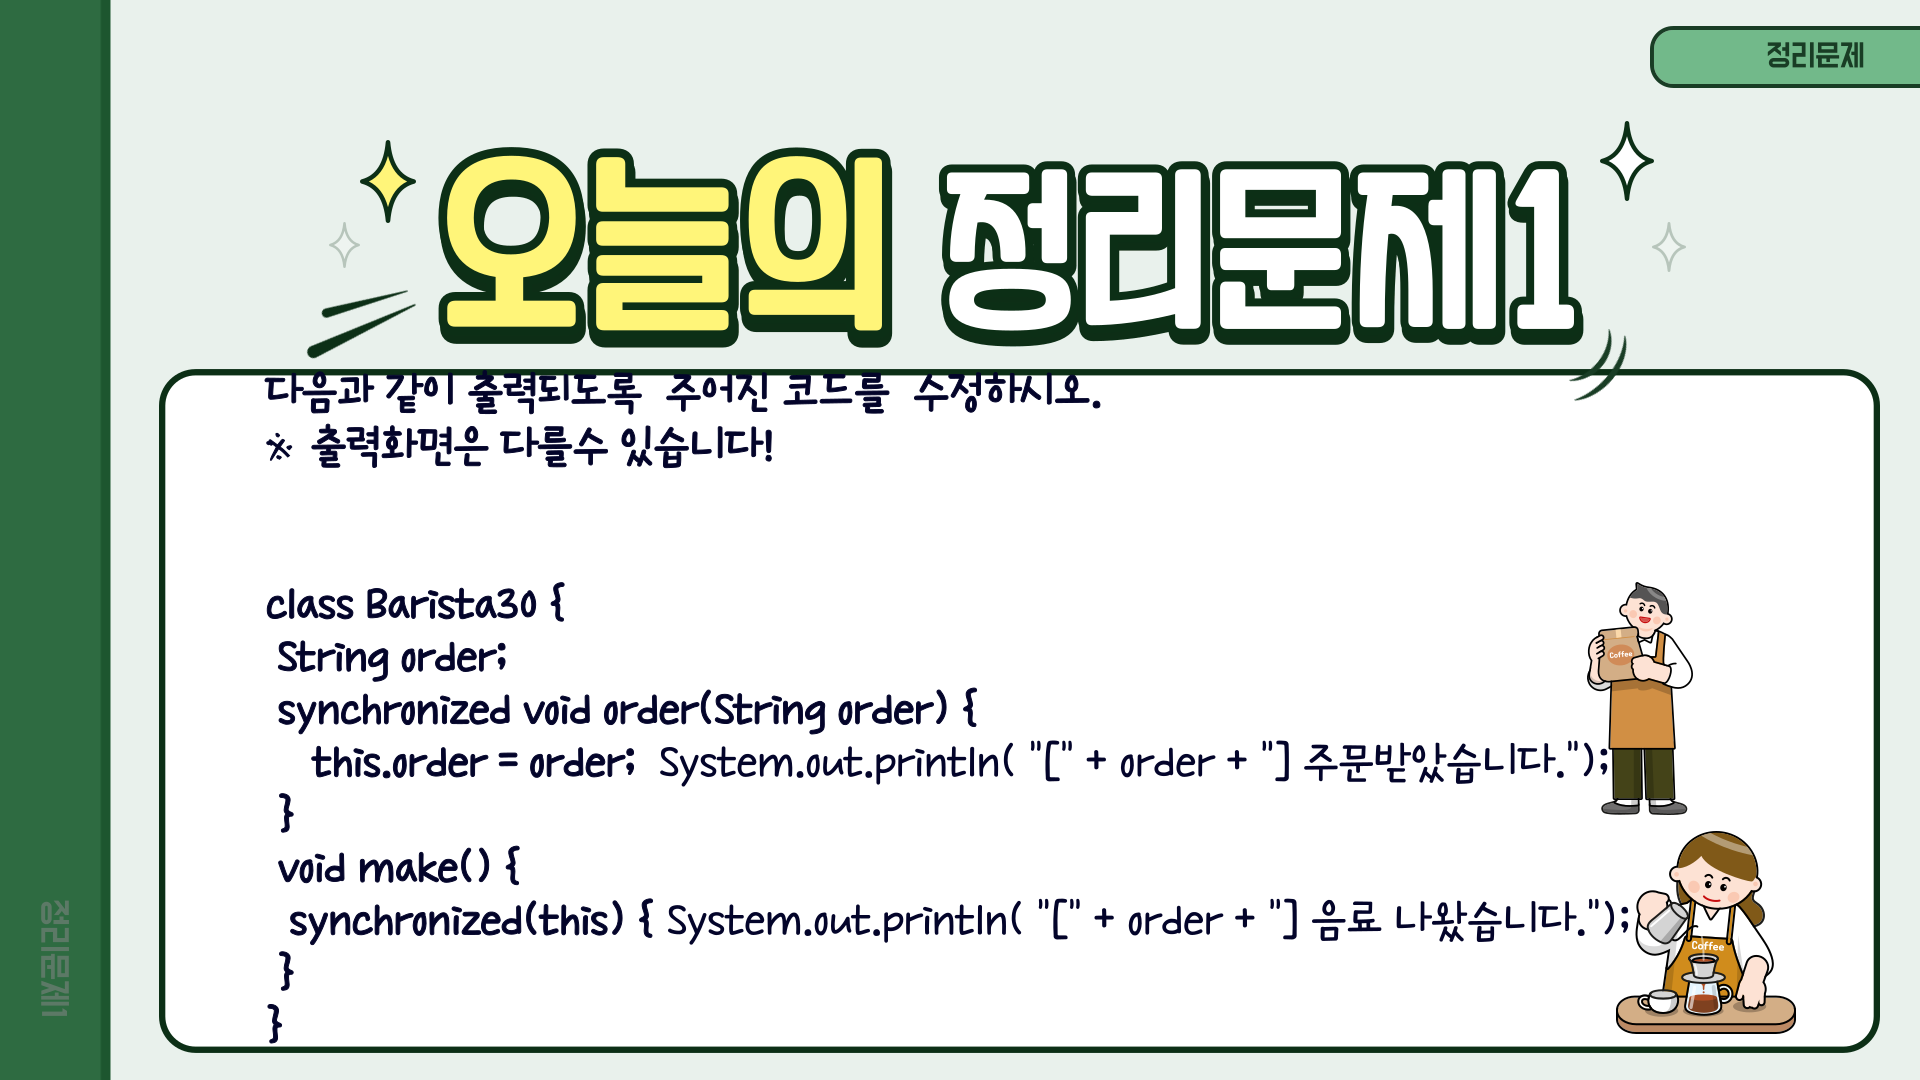 정리문제
오늘의 정리문제1
다음과 같이 출력되도록  주어진 코드를  수정하시오.
※ 출력화면은 다를수 있습니다!
class Barista30 {
String order;
synchronized void order(String order) {
this.order = order;  System.out.println( "[" + order + "] 주문받았습니다.");
}
void make() {
synchronized(this) { System.out.println( "[" + order + "] 음료 나왔습니다.");
}
}
Coffee
Coffee
정리문제1